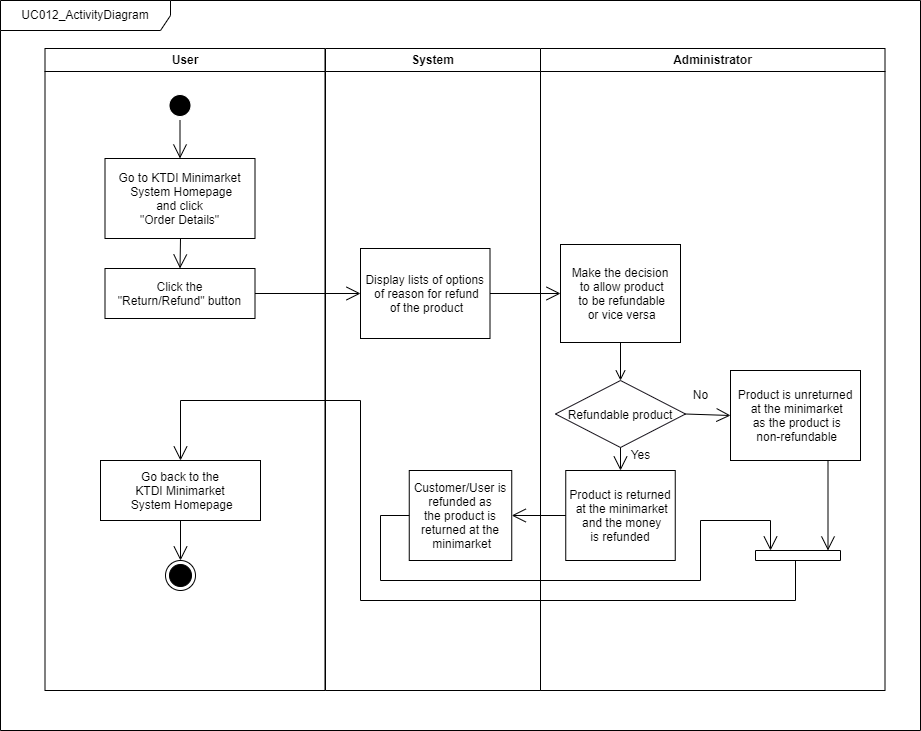 UC012_ActivityDiagram
User
System
Administrator
Go to KTDI Minimarket
System Homepage
and click
"Order Details"
Click the
"Return/Refund" button
Display lists of options
of reason for refund
of the product
Make the decision
to allow product
to be refundable
or vice versa
Refundable product
No
Product is unreturned
at the minimarket
as the product is
non-refundable
Yes
Product is returned
at the minimarket
and the money
is refunded
Customer/User is
refunded as
the product is
returned at the
minimarket
Go back to the
KTDI Minimarket
System Homepage